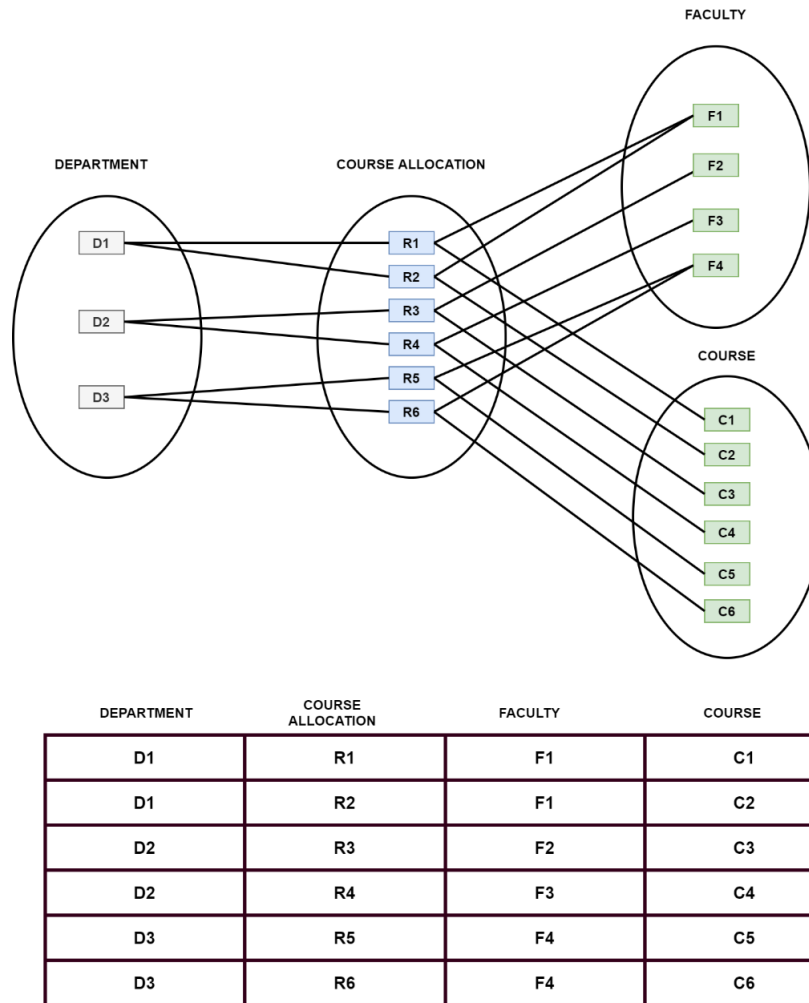 FACULTY
F1
DEPARTMENT
COURSE ALLOCATION
F2
F3
D1
R1
F4
R2
R3
D2
R4
COURSE
R5
D3
R6
C1
C2
C3
C4
C5
C6
DEPARTMENT
COURSE
ALLOCATION
FACULTY
COURSE
D1 R1 F1 C1
D1 R2 F1 C2
D2 R3 F2 C3
D2 R4 F3 C4
D3 R5 F4 C5
D3 R6 F4 C6